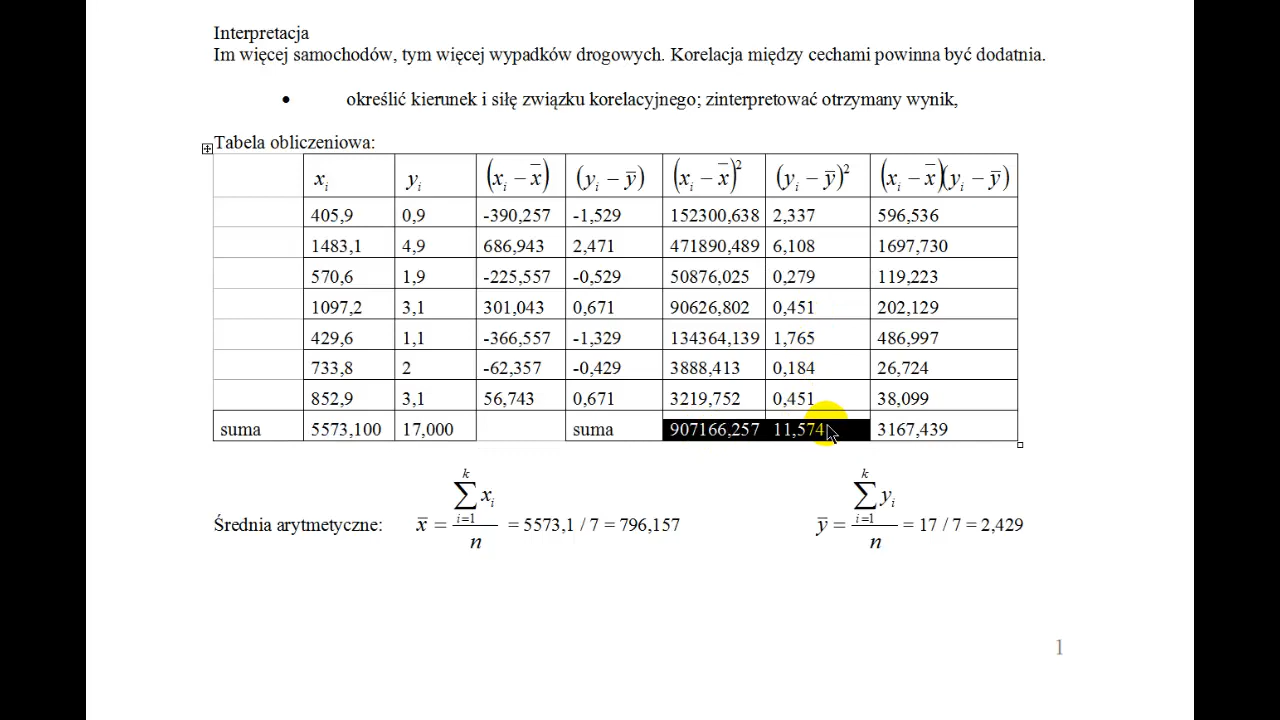 Interpretacja
Im więcej samochodów, tym więcej wypadków drogowych. Korelacja między cechami powinna być dodatnia.
• określić kierunek i siłę związku korelacyjnego; zinterpretować otrzymany wynik,
Tabela obliczeniowa:
xᵢ yᵢ (xᵢ − x̅) (yᵢ − y̅) (xᵢ − x̅)² (yᵢ − y̅)² (xᵢ − x̅)(yᵢ − y̅)
405,9 0,9 -390,257 -1,529 152300,638 2,337 596,536
1483,1 4,9 686,943 2,471 471890,489 6,108 1697,730
570,6 1,9 -225,557 -0,529 50876,025 0,279 119,223
1097,2 3,1 301,043 0,671 90626,802 0,451 202,129
429,6 1,1 -366,557 -1,329 134364,139 1,765 486,997
733,8 2 -62,357 -0,429 3888,413 0,184 26,724
852,9 3,1 56,743 0,671 3219,752 0,451 38,099
suma 5573,100 17,000 suma 907166,257 11,574 3167,439
Średnia arytmetyczne: x̅ = ∑ᵢ₌₁ᵏ xᵢ / n = 5573,1 / 7 = 796,157 y̅ = ∑ᵢ₌₁ᵏ yᵢ / n = 17 / 7 = 2,429
1